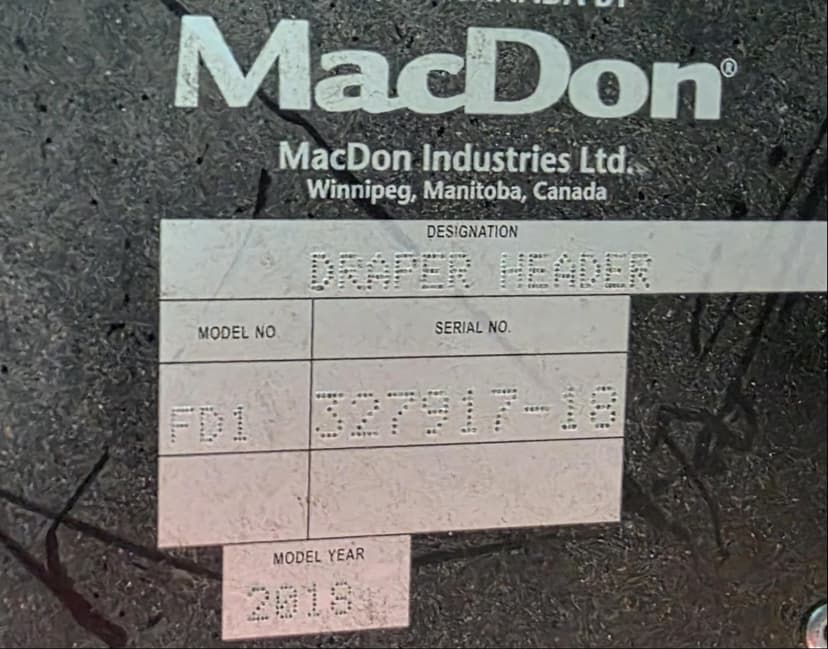 MacDon®
MacDon Industries Ltd.
Winnipeg, Manitoba, Canada
DESIGNATION
DRAPER HEADER
MODEL NO
SERIAL NO.
FD1
327917-18
MODEL YEAR
2018